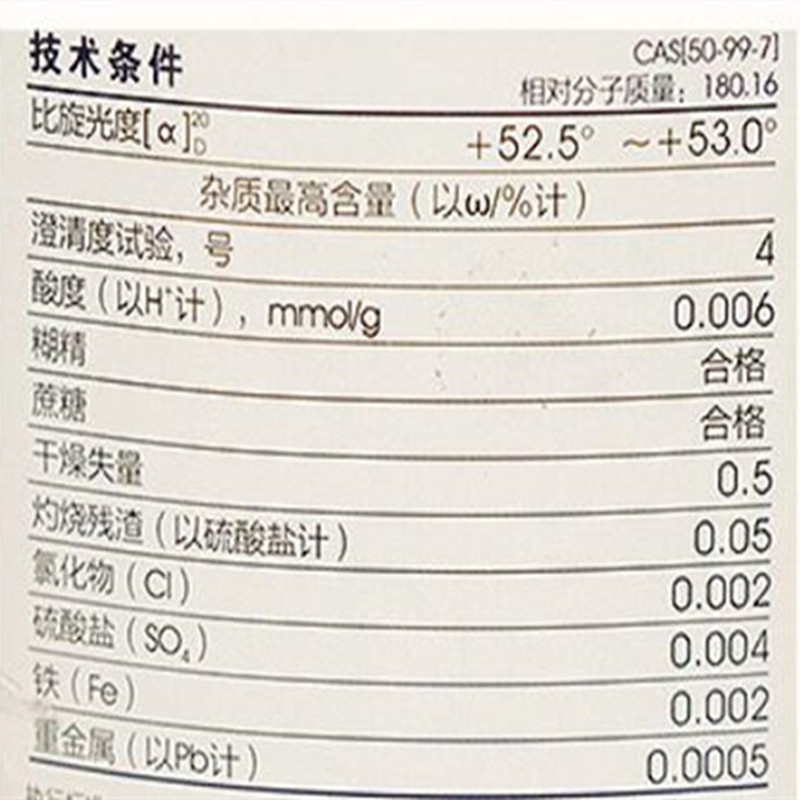 技术条件
CAS[50-99-7]
相对分子质量：180.16
比旋光度[α]20D +52.5° ~+53.0°
杂质最高含量（以ω/%计）
澄清度试验，号 4
酸度（以H+计），mmol/g 0.006
糊精 合格
蔗糖 合格
干燥失量 0.5
灼烧残渣（以硫酸盐计） 0.05
氯化物（Cl） 0.002
硫酸盐（SO4） 0.004
铁（Fe） 0.002
重金属（以Pb计） 0.0005